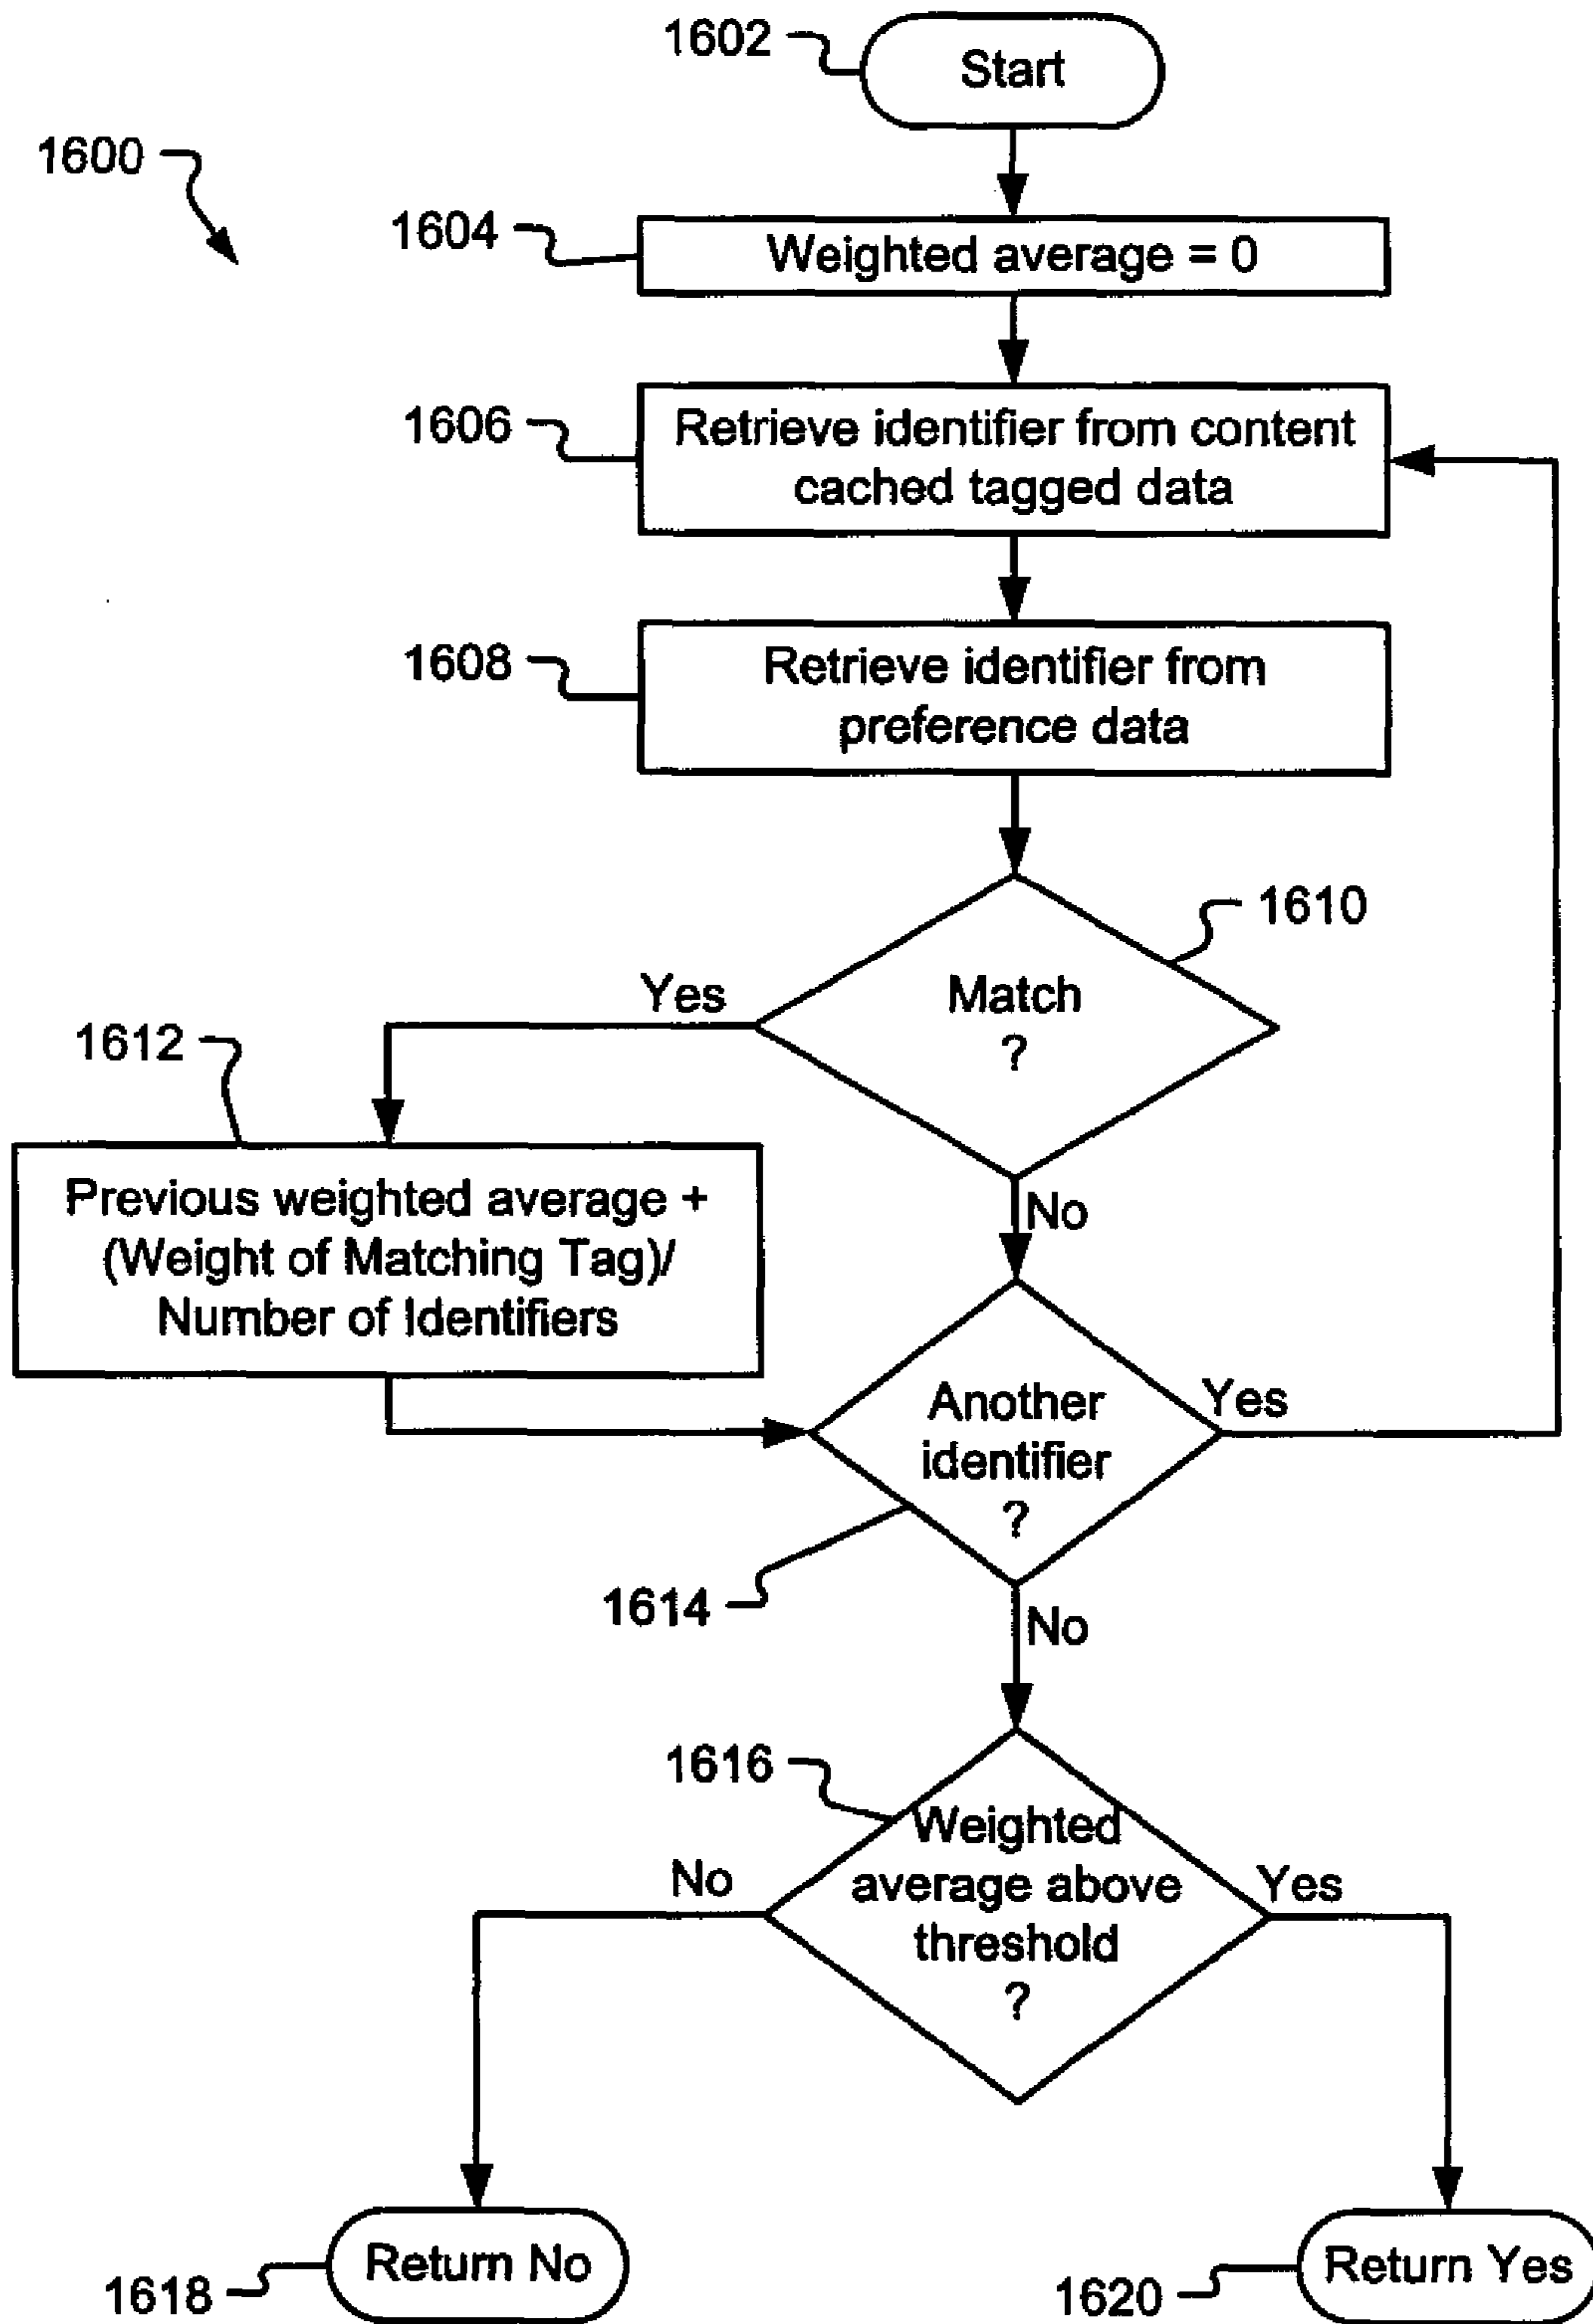 1602
Start
1600
1604
Weighted average = 0
1606
Retrieve identifier from content
cached tagged data
1608
Retrieve identifier from
preference data
1610
Yes
Match
?
1612
No
Previous weighted average +
(Weight of Matching Tag)/
Number of Identifiers
Another
identifier
?
Yes
1614
No
1616
Weighted
average above
threshold
?
No
Yes
Return No
1618
Return Yes
1620